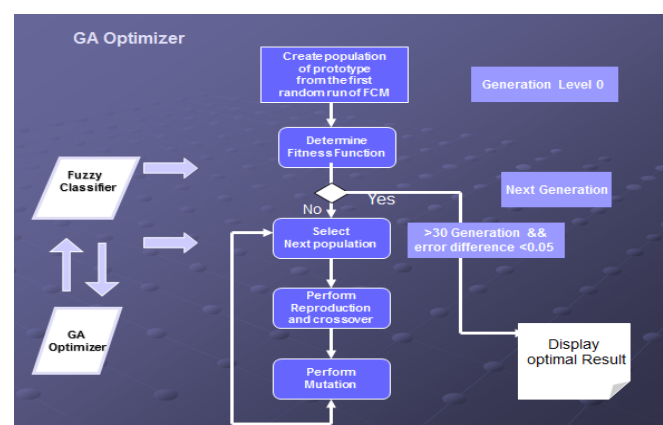 GA Optimizer
Create population
of prototype
from the first
random run of FCM
Generation Level 0
Determine
Fitness Function
Fuzzy
Classifier
Next Generation
Yes
No
Select
Next population
>30 Generation &&
error difference <0.05
Perform
Reproduction
and crossover
GA
Optimizer
Display
optimal Result
Perform
Mutation